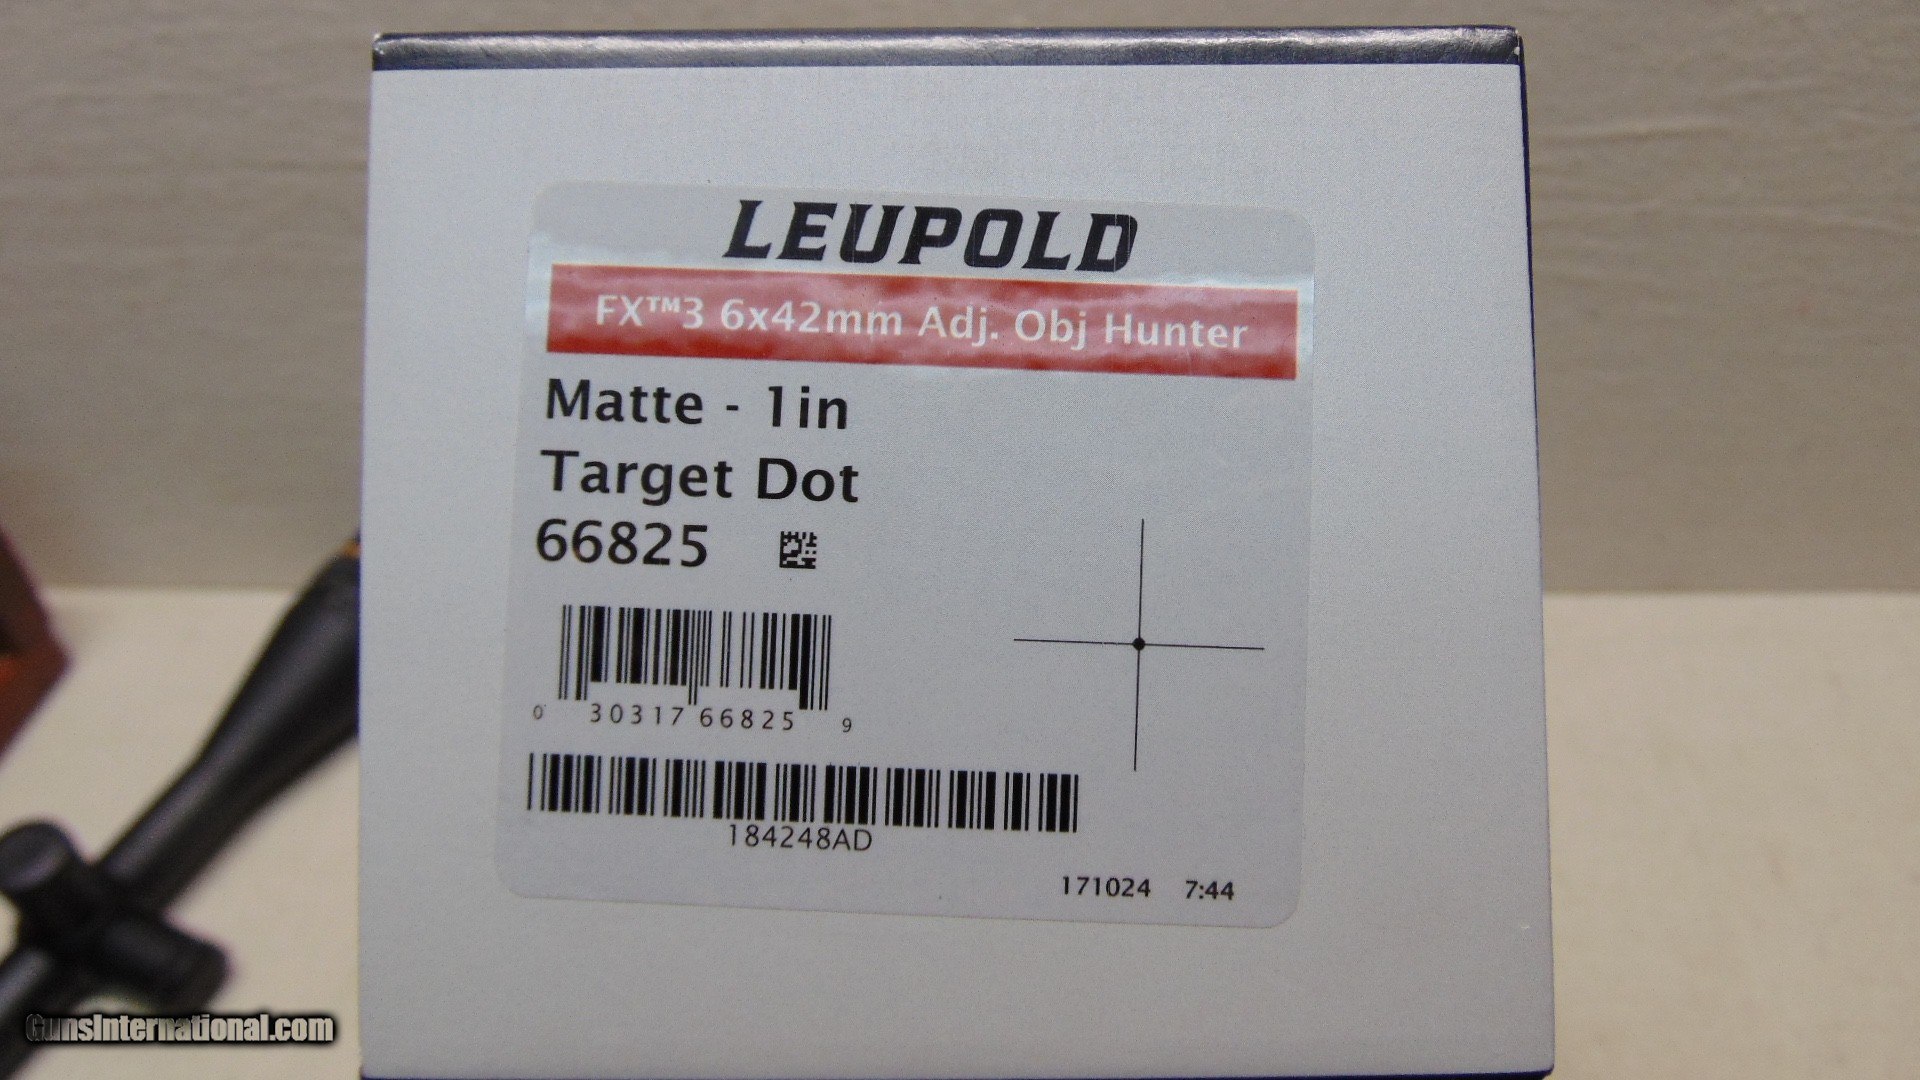 LEUPOLD
FX™3 6x42mm Adj. Obj Hunter
Matte - 1in
Target Dot
66825
0 30317 66825 9
184248AD
171024 7:44
GunsInternational.com